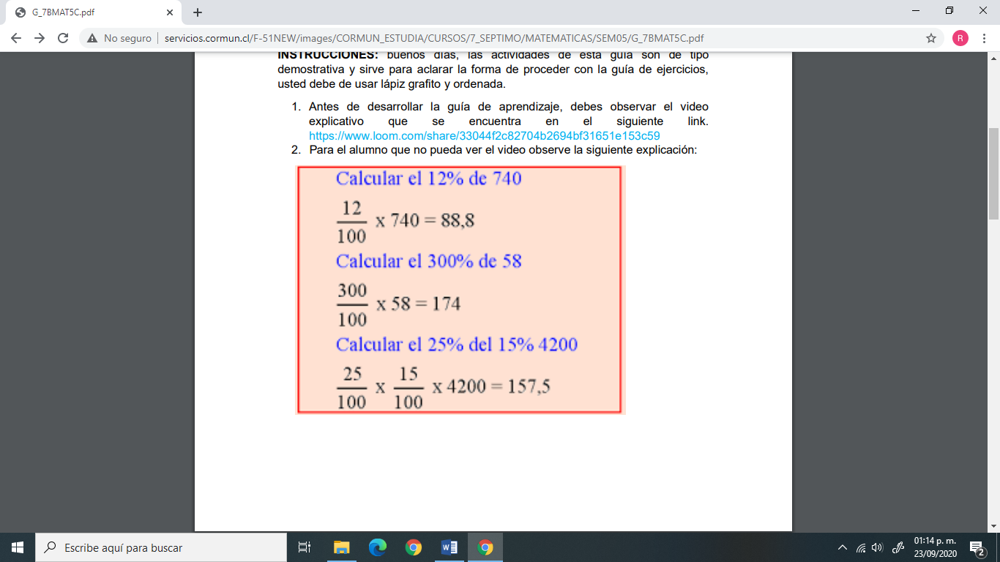 G_7BMAT5C.pdf
No seguro
servicios.cormun.cl/F-51NEW/images/CORMUN_ESTUDIA/CURSOS/7_SEPTIMO/MATEMATICAS/SEM05/G_7BMAT5C.pdf
R
INSTRUCCIONES: buenos días, las actividades de esta guía son de tipo
demostrativa y sirve para aclarar la forma de proceder con la guía de ejercicios,
usted debe de usar lápiz grafito y ordenada.
1. Antes de desarrollar la guía de aprendizaje, debes observar el video
explicativo que se encuentra en el siguiente link.
https://www.loom.com/share/33044f2c82704b2694bf31651e153c59
2. Para el alumno que no pueda ver el video observe la siguiente explicación:
Calcular el 12% de 740
12/100 x 740 = 88,8
Calcular el 300% de 58
300/100 x 58 = 174
Calcular el 25% del 15% 4200
25/100 x 15/100 x 4200 = 157,5
Escribe aquí para buscar
01:14 p. m.
23/09/2020
2